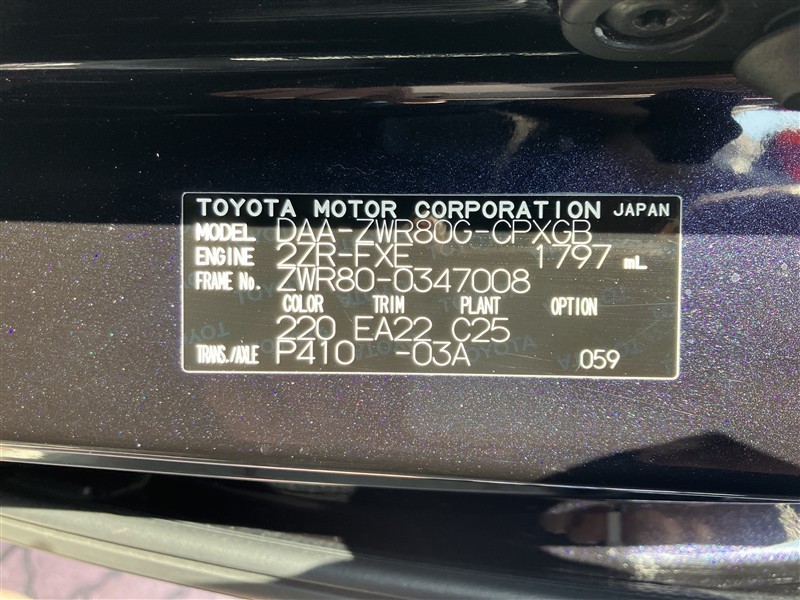 TOYOTA MOTOR CORPORATION JAPAN
MODEL DAA-ZWR80G-CPXGB
ENGINE 2ZR-FXE 1797 mL
FRAME No. ZWR80-0347008
COLOR TRIM PLANT OPTION
220 EA22 C25
TRANS./AXLE P410 -03A 059